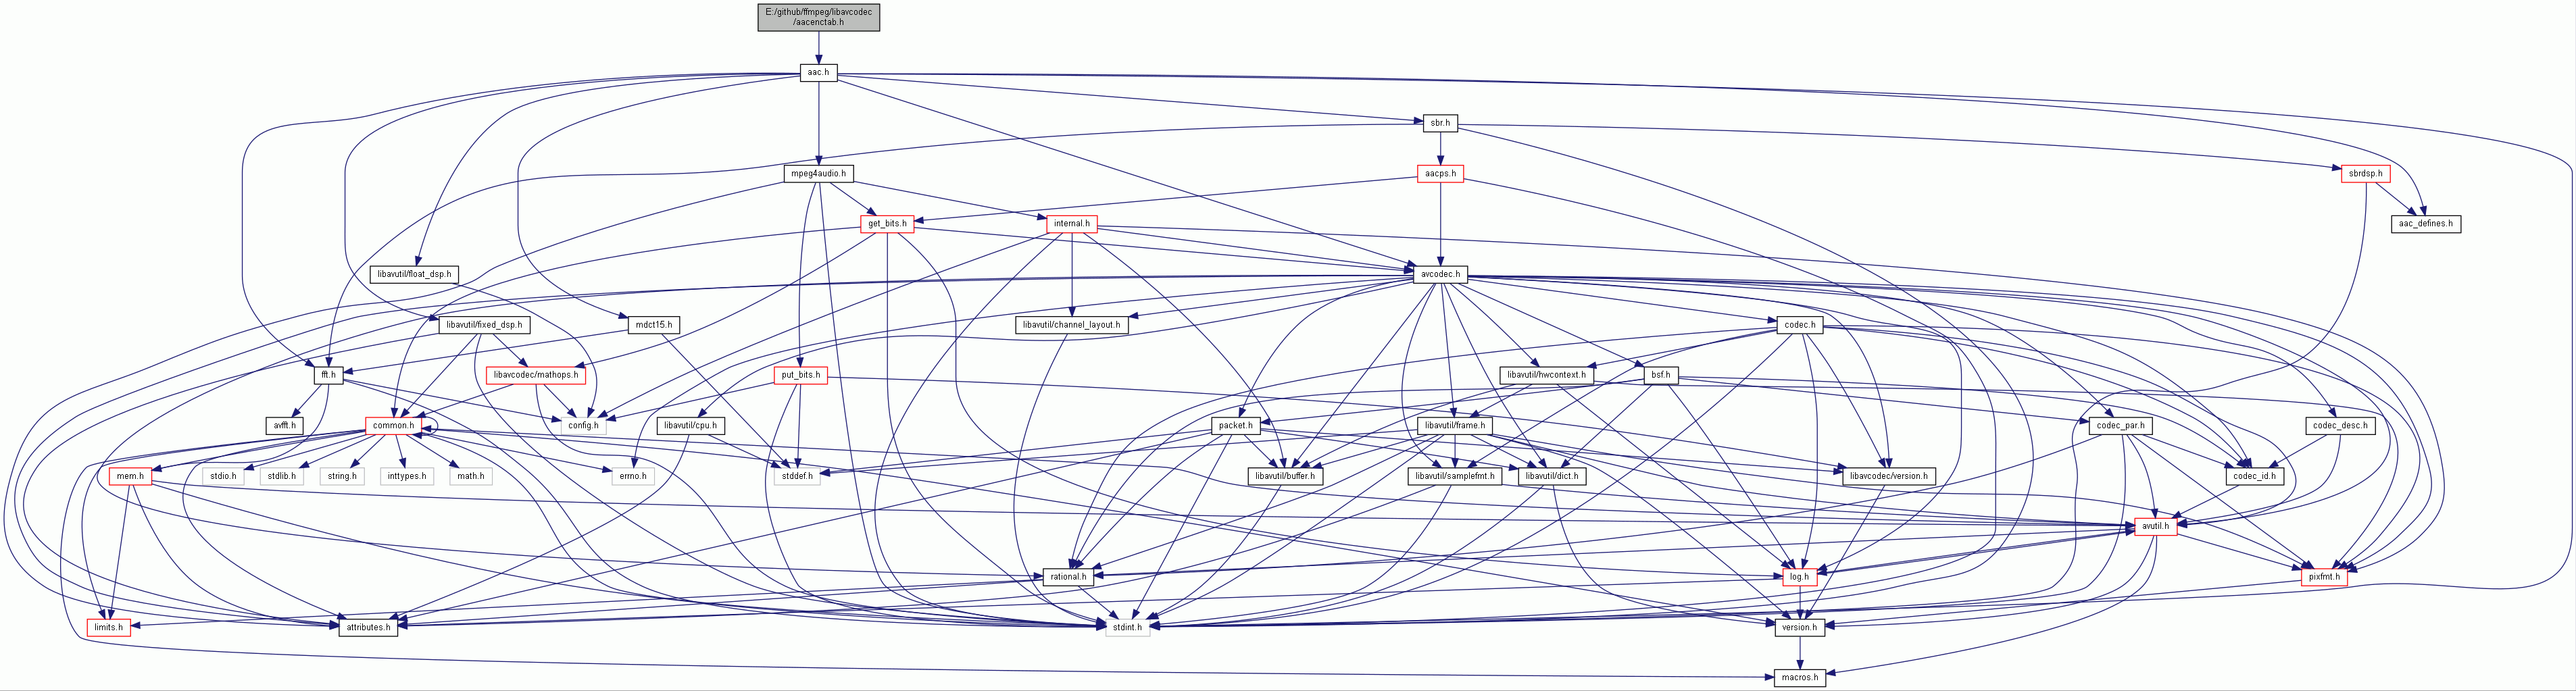 E:/github/ffmpeg/libavcodec
/aacenctab.h
aac.h
sbr.h
mpeg4audio.h
aacps.h
sbrdsp.h
get_bits.h
internal.h
aac_defines.h
libavutil/float_dsp.h
avcodec.h
libavutil/fixed_dsp.h
mdct15.h
libavutil/channel_layout.h
codec.h
fft.h
libavcodec/mathops.h
put_bits.h
libavutil/hwcontext.h
bsf.h
avfft.h
common.h
config.h
libavutil/cpu.h
packet.h
libavutil/frame.h
codec_par.h
codec_desc.h
mem.h
stdio.h
stdlib.h
string.h
inttypes.h
math.h
errno.h
stddef.h
libavutil/buffer.h
libavutil/samplefmt.h
libavutil/dict.h
libavcodec/version.h
codec_id.h
avutil.h
rational.h
log.h
pixfmt.h
limits.h
attributes.h
stdint.h
version.h
macros.h